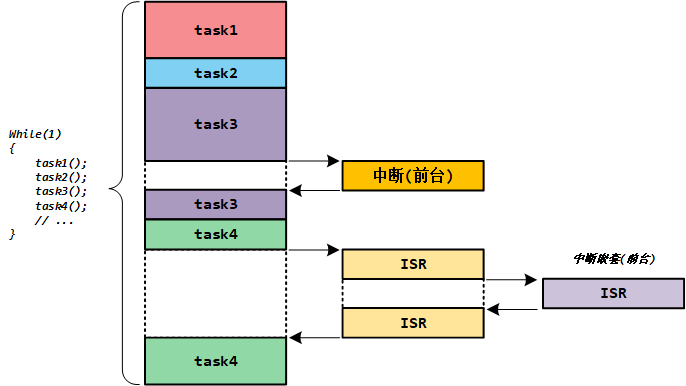 While(1)
{
task1();
task2();
task3();
task4();
// ...
}
task1
task2
task3
中断(前台)
task3
task4
ISR
中断嵌套(前台)
ISR
ISR
task4